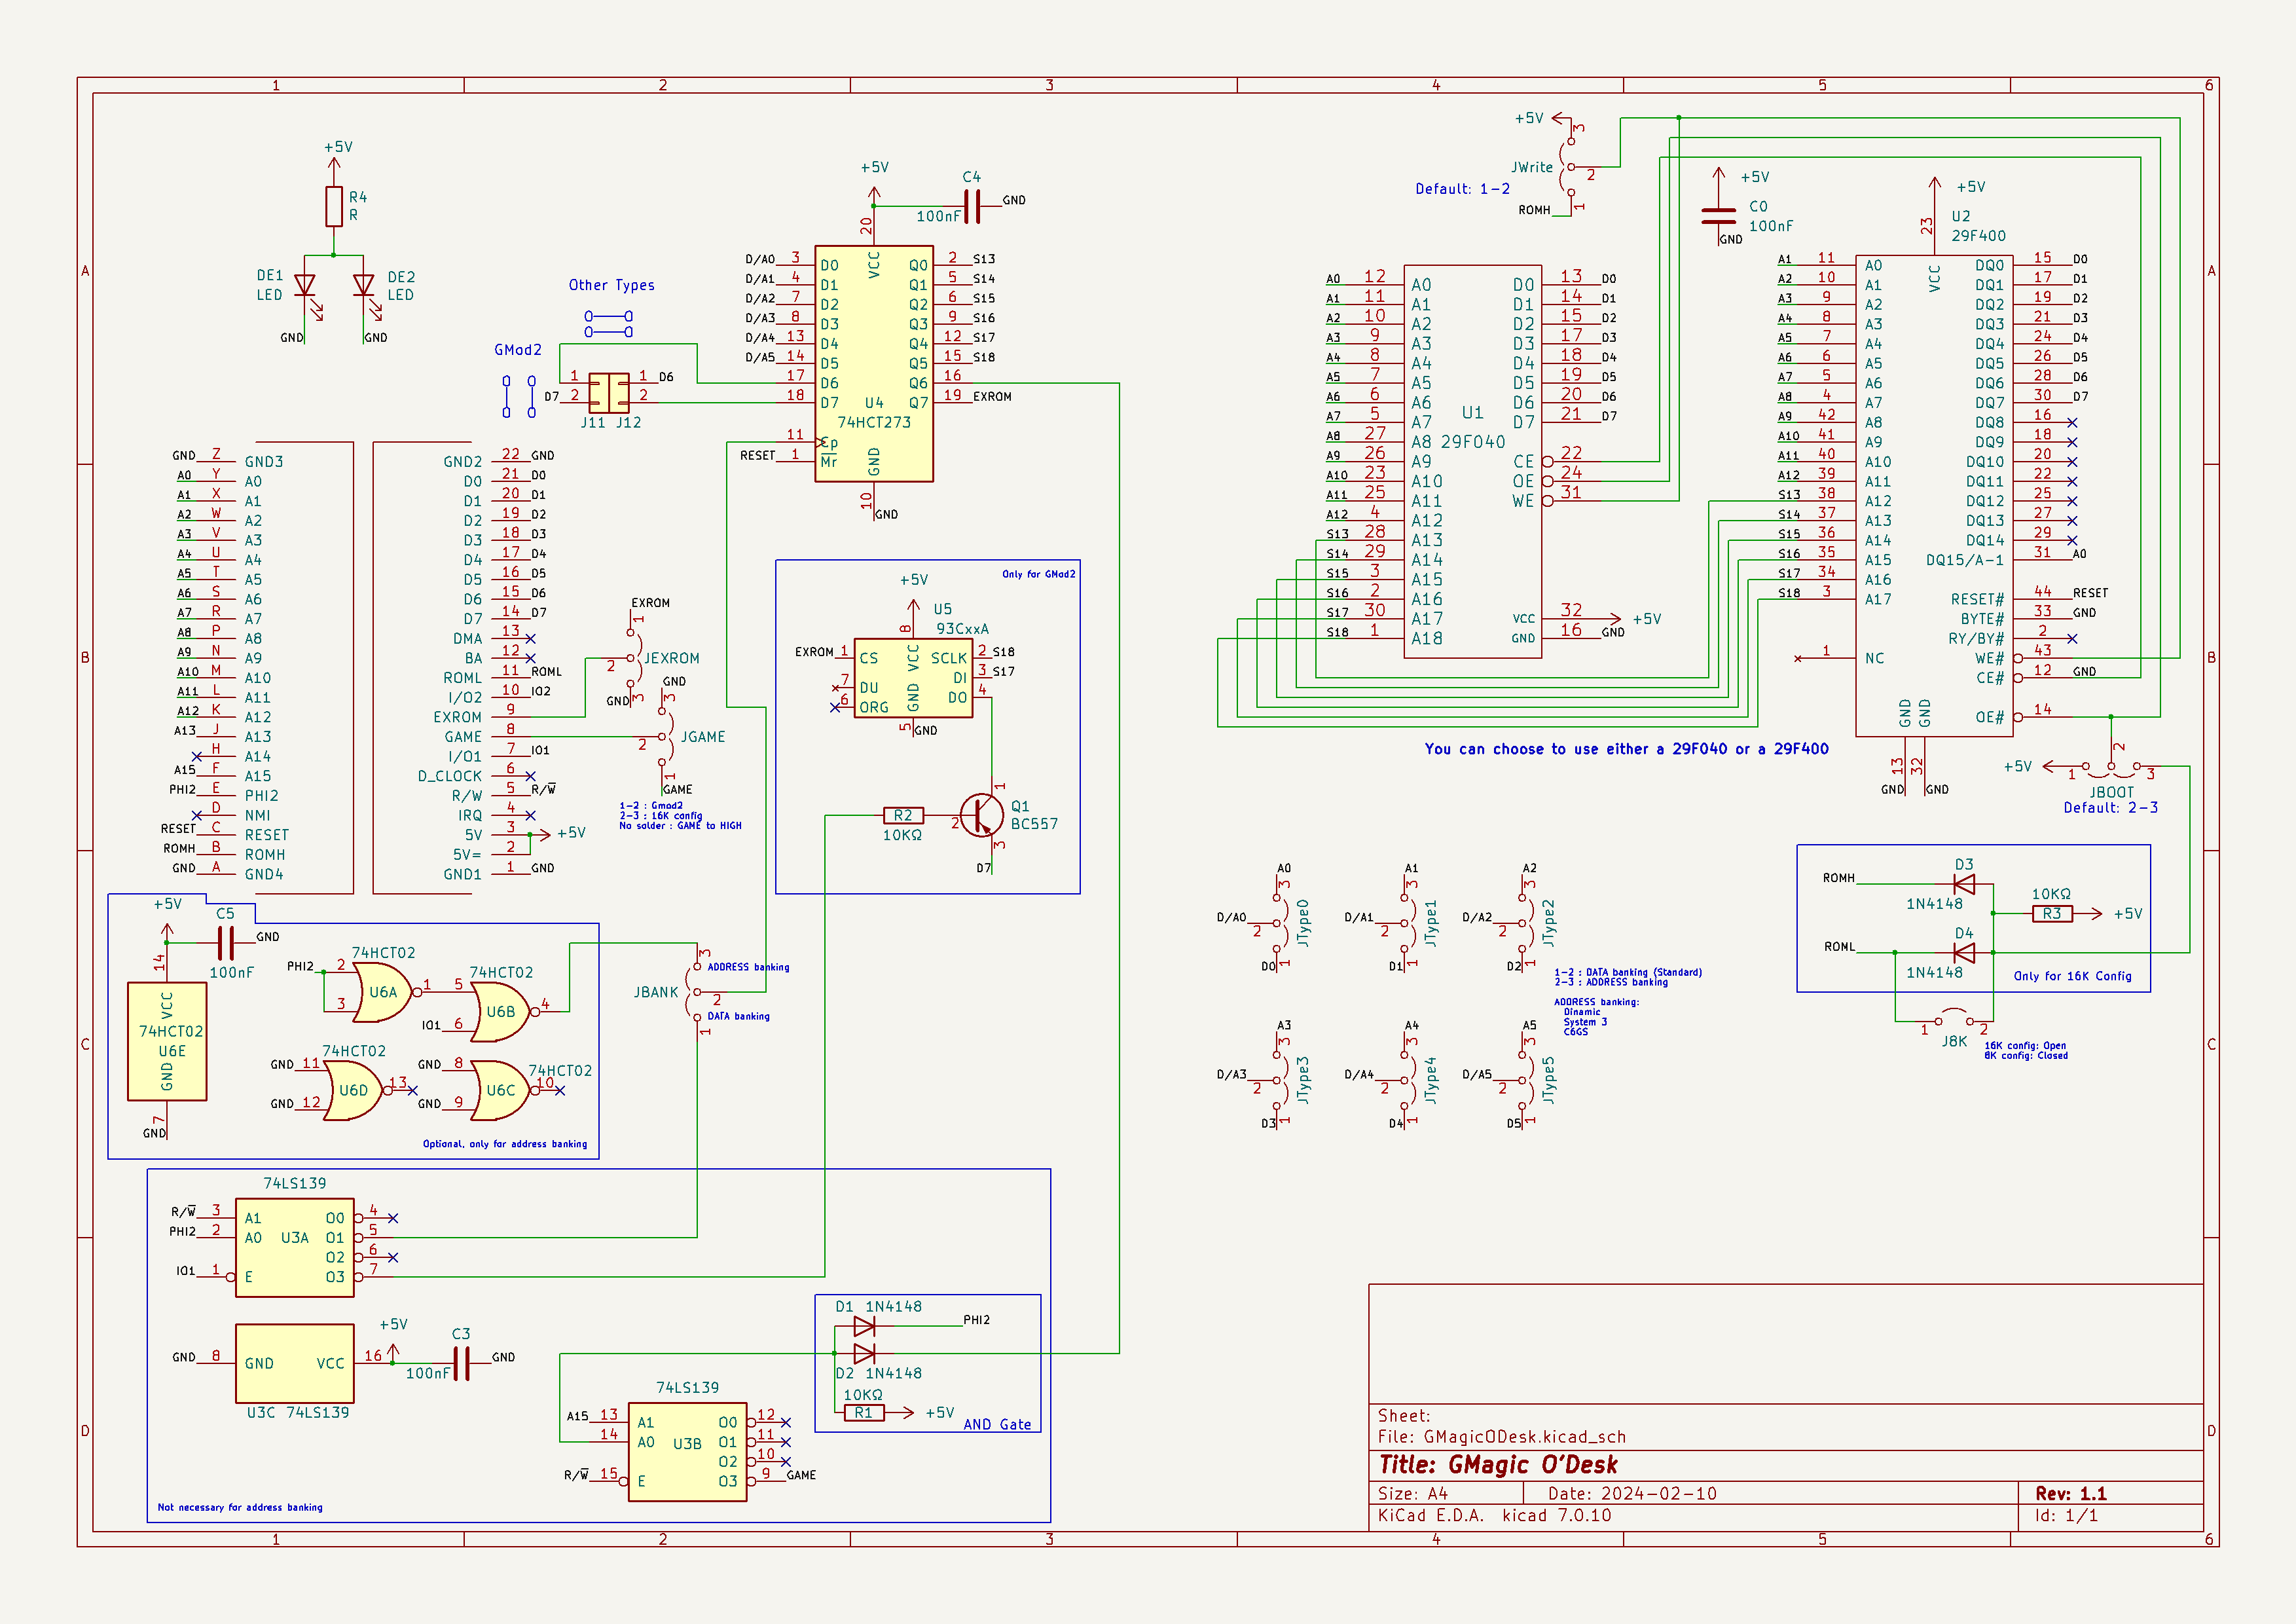 1 2 3 4 5 6
A
B
C
D
+5V
R4
R
DE1
LED
DE2
LED
GND
GND
Other Types
GMod2
D7
1
2
1
2
D6
J11 J12
+5V
C4
100nF
GND
20
VCC
D/A0 3 D0 Q0 2 S13
D/A1 4 D1 Q1 5 S14
D/A2 7 D2 Q2 6 S15
D/A3 8 D3 Q3 9 S16
D/A4 13 D4 Q4 12 S17
D/A5 14 D5 Q5 15 S18
17 D6 Q6 16
18 D7 U4 Q7 19 EXROM
74HCT273
11 Cp
RESET 1 Mr
GND
10
GND
GND Z GND3
A0 Y A0
A1 X A1
A2 W A2
A3 V A3
A4 U A4
A5 T A5
A6 S A6
A7 R A7
A8 P A8
A9 N A9
A10 M A10
A11 L A11
A12 K A12
A13 J A13
H A14
A15 F A15
PHI2 E PHI2
D NMI
RESET C RESET
ROMH B ROMH
GND A GND4
GND2 22 GND
D0 21 D0
D1 20 D1
D2 19 D2
D3 18 D3
D4 17 D4
D5 16 D5
D6 15 D6
D7 14 D7
DMA 13
BA 12
ROML 11 ROML
I/O2 10 IO2
EXROM 9
GAME 8
I/O1 7 IO1
D_CLOCK 6
R/W 5 R/W
IRQ 4
5V 3 +5V
5V= 2
GND1 1 GND
EXROM
1
2
JEXROM
3
GND
GND
3
2
JGAME
1
GAME
1-2 : Gmod2
2-3 : 16K config
No solder : GAME to HIGH
Only for GMod2
+5V
U5
93CxxA
8
EXROM 1 CS VCC SCLK 2 S18
DI 3 S17
7 DU DO 4
6 ORG GND
5
GND
R2
10KΩ
1
2
3
Q1
BC557
D7
+5V
C5
100nF
GND
14
VCC
74HCT02
U6E
GND
7
GND
74HCT02
PHI2 2
3
U6A
1
74HCT02
5
IO1 6
U6B
4
74HCT02
GND 11
GND 12
U6D
13
74HCT02
GND 8
GND 9
U6C
10
Optional, only for address banking
3
ADDRESS banking
JBANK
2
DATA banking
1
74LS139
R/W 3 A1 O0 4
PHI2 2 A0 U3A O1 5
O2 6
IO1 1 E O3 7
+5V
C3
GND 8 GND VCC 16
100nF
GND
U3C 74LS139
74LS139
A15 13 A1 O0 12
14 A0 U3B O1 11
O2 10
R/W 15 E O3 9 GAME
D1 1N4148
PHI2
D2 1N4148
10KΩ
R1
+5V
AND Gate
Not necessary for address banking
+5V
3
JWrite
2
Default: 1-2
1
ROMH
A0 12 A0 D0 13 D0
A1 11 A1 D1 14 D1
A2 10 A2 D2 15 D2
A3 9 A3 D3 17 D3
A4 8 A4 D4 18 D4
A5 7 A5 D5 19 D5
A6 6 A6 D6 20 D6
A7 5 A7 U1 D7 21 D7
A8 27 A8 29F040
A9 26 A9 CE 22
A10 23 A10 OE 24
A11 25 A11 WE 31
A12 4 A12
S13 28 A13
S14 29 A14
S15 3 A15
S16 2 A16
S17 30 A17 VCC 32 +5V
S18 1 A18 GND 16 GND
You can choose to use either a 29F040 or a 29F400
+5V
C0
100nF
GND
+5V
23
U2
29F400
VCC
A1 11 A0 DQ0 15 D0
A2 10 A1 DQ1 17 D1
A3 9 A2 DQ2 19 D2
A4 8 A3 DQ3 21 D3
A5 7 A4 DQ4 24 D4
A6 6 A5 DQ5 26 D5
A7 5 A6 DQ6 28 D6
A8 4 A7 DQ7 30 D7
A9 42 A8 DQ8 16
A10 41 A9 DQ9 18
A11 40 A10 DQ10 20
A12 39 A11 DQ11 22
S13 38 A12 DQ12 25
S14 37 A13 DQ13 27
S15 36 A14 DQ14 29
S16 35 A15 DQ15/A-1 31 A0
S17 34 A16
S18 3 A17 RESET# 44 RESET
BYTE# 33 GND
RY/BY# 2
1 NC WE# 43
CE# 12 GND
OE# 14
GND GND
13 32
GND GND
+5V
1
2
3
JBOOT
Default: 2-3
A0
3
D/A0 2 JType0
D0 1
A1
3
D/A1 2 JType1
D1 1
A2
3
D/A2 2 JType2
D2 1
1-2 : DATA banking (Standard)
2-3 : ADDRESS banking
ADDRESS banking:
Dinamic
System 3
C6GS
A3
3
D/A3 2 JType3
D3 1
A4
3
D/A4 2 JType4
D4 1
A5
3
D/A5 2 JType5
D5 1
D3
ROMH
1N4148
10KΩ
R3
+5V
D4
ROML
1N4148
Only for 16K Config
1
2
J8K
16K config: Open
8K config: Closed
Sheet:
File: GMagicODesk.kicad_sch
Title: GMagic O'Desk
Size: A4 Date: 2024-02-10 Rev: 1.1
KiCad E.D.A. kicad 7.0.10 Id: 1/1
A
B
C
D
1 2 3 4 5 6